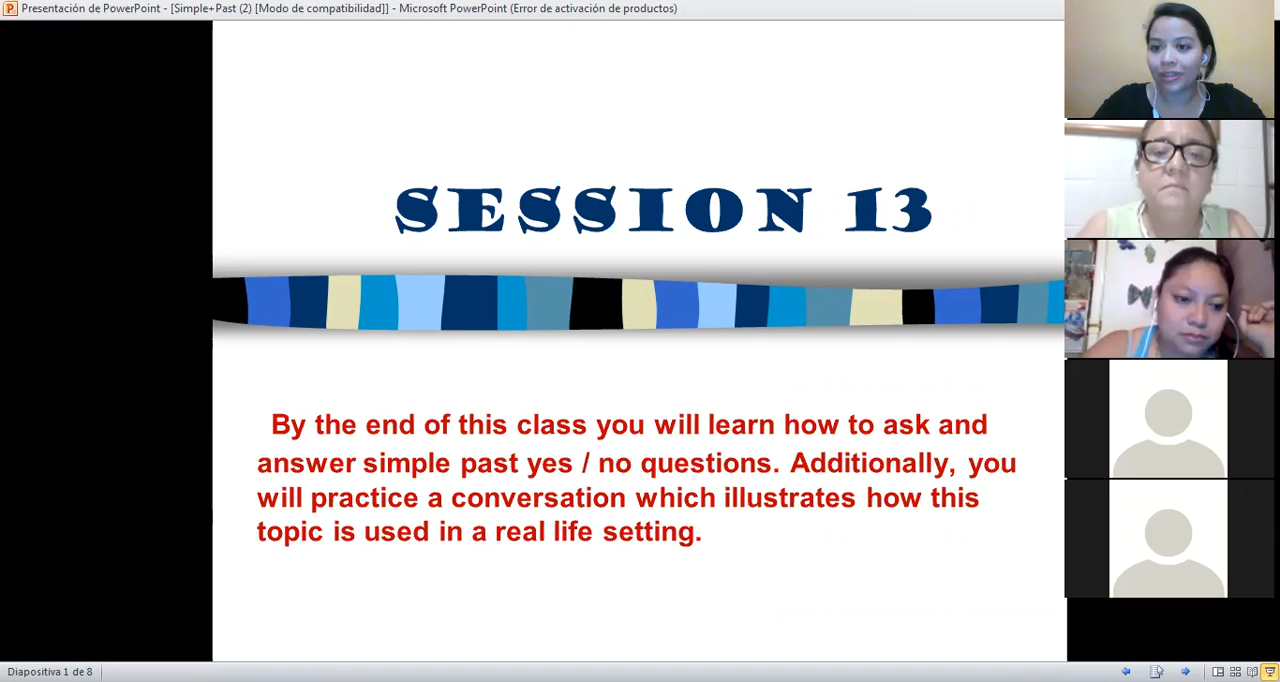 Presentación de PowerPoint - [Simple+Past (2) [Modo de compatibilidad]] - Microsoft PowerPoint (Error de activación de productos)
SESSION 13
By the end of this class you will learn how to ask and
answer simple past yes / no questions. Additionally, you
will practice a conversation which illustrates how this
topic is used in a real life setting.
Diapositiva 1 de 8